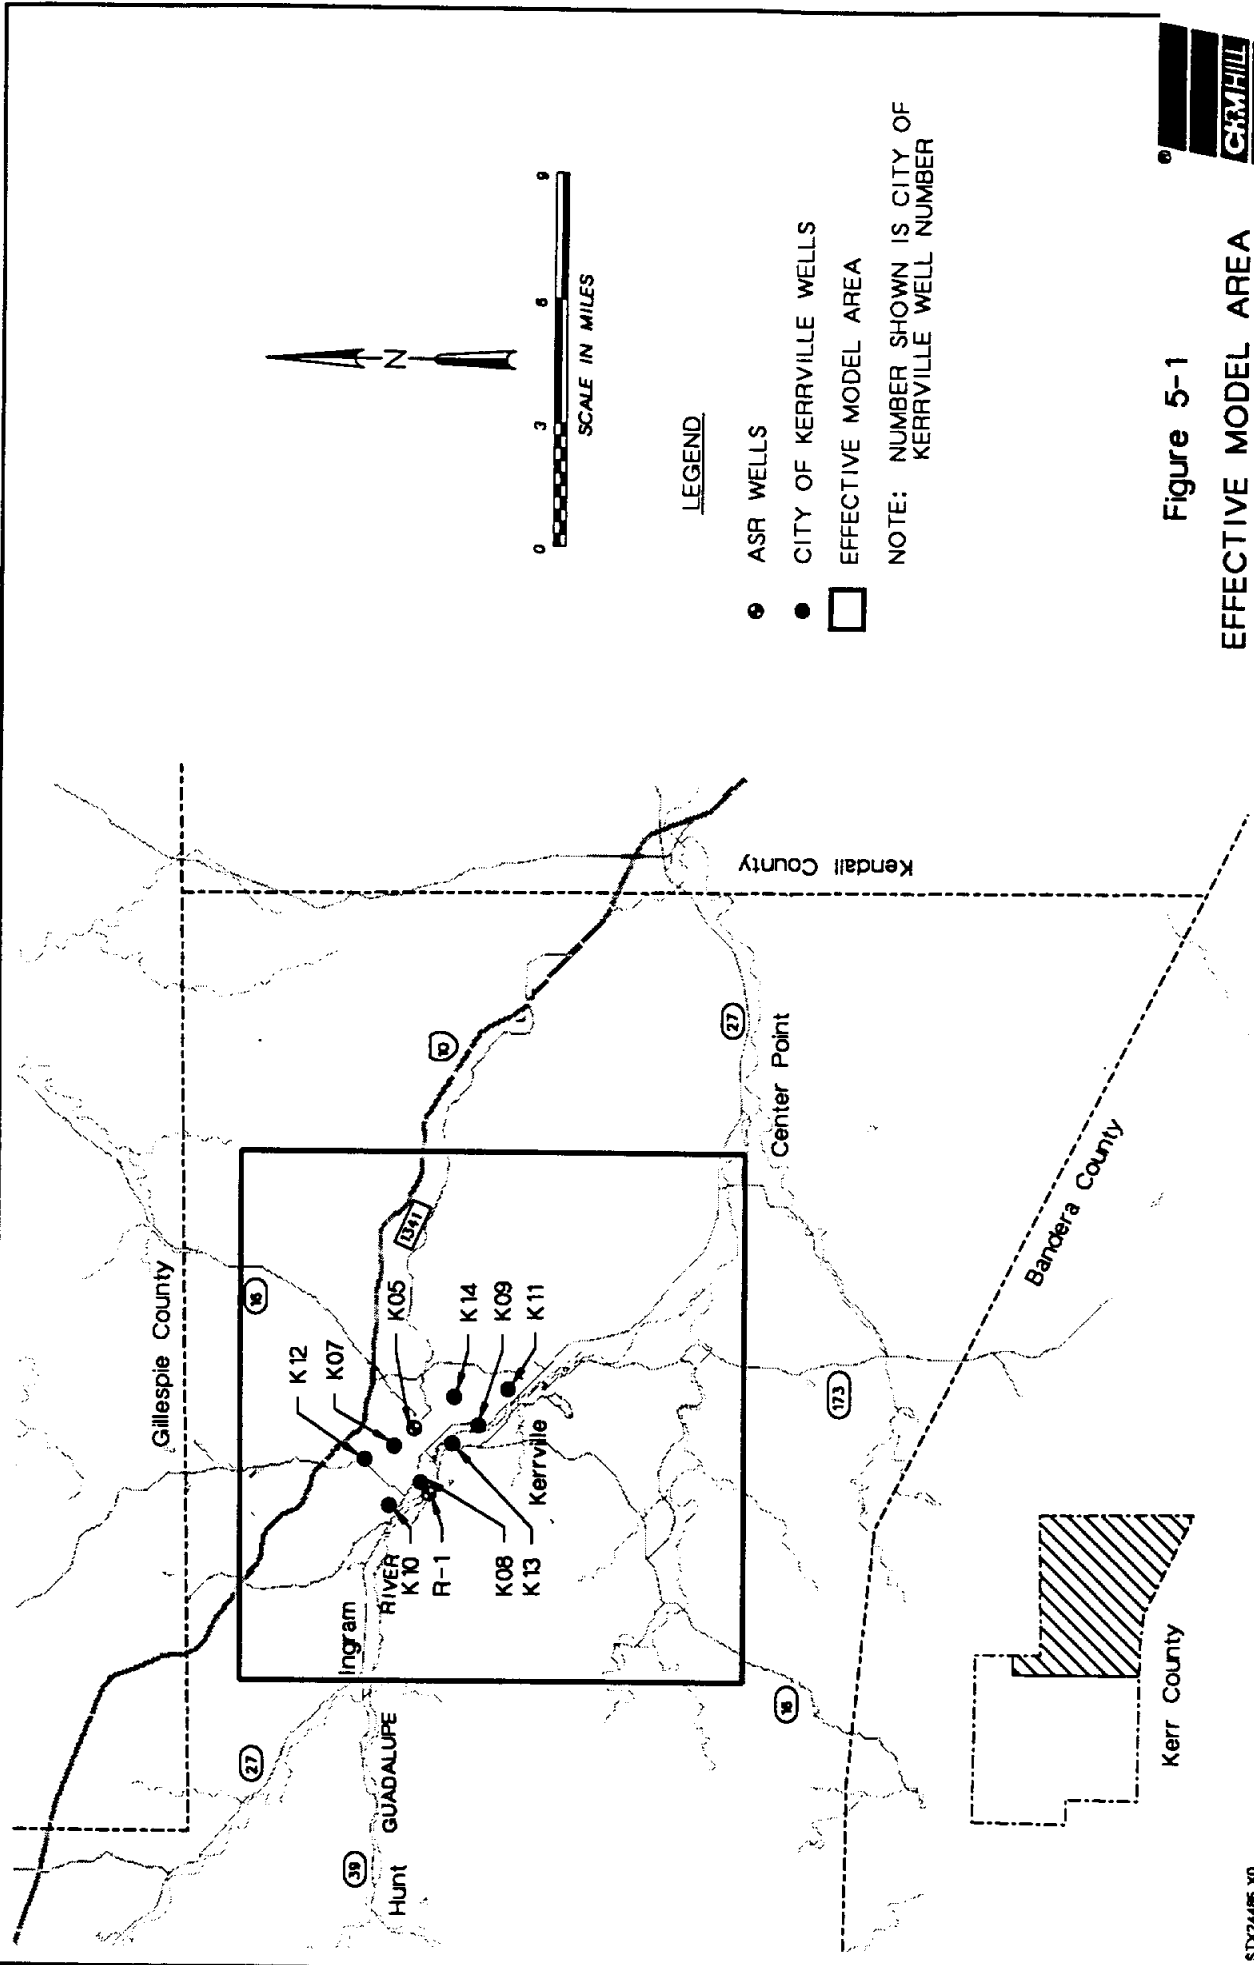 Gillespie County
Kendall County
Bandera County
Kerr County
16
10
1341
27
27
39
16
173
Hunt
GUADALUPE
RIVER
Ingram
Kerrville
Center Point
K12
K07
K05
K14
K09
K11
K10
R-1
K08
K13
N
0 3 6 9
SCALE IN MILES
LEGEND
ASR WELLS
CITY OF KERRVILLE WELLS
EFFECTIVE MODEL AREA
NOTE: NUMBER SHOWN IS CITY OF
KERRVILLE WELL NUMBER
Figure 5-1
EFFECTIVE MODEL AREA
®
CH2M HILL